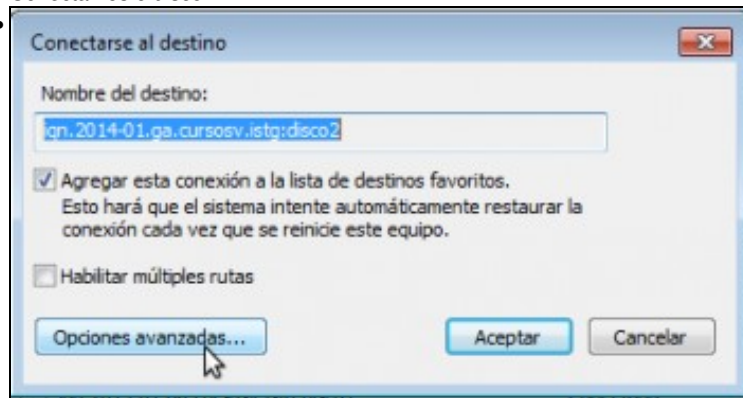 Conectarse al destino
Nombre del destino:
iqn.2014-01.ga.cursosv.istg:disco2
Agregar esta conexión a la lista de destinos favoritos.
Esto hará que el sistema intente automáticamente restaurar la
conexión cada vez que se reinicie este equipo.
Habilitar múltiples rutas
Opciones avanzadas...
Aceptar
Cancelar